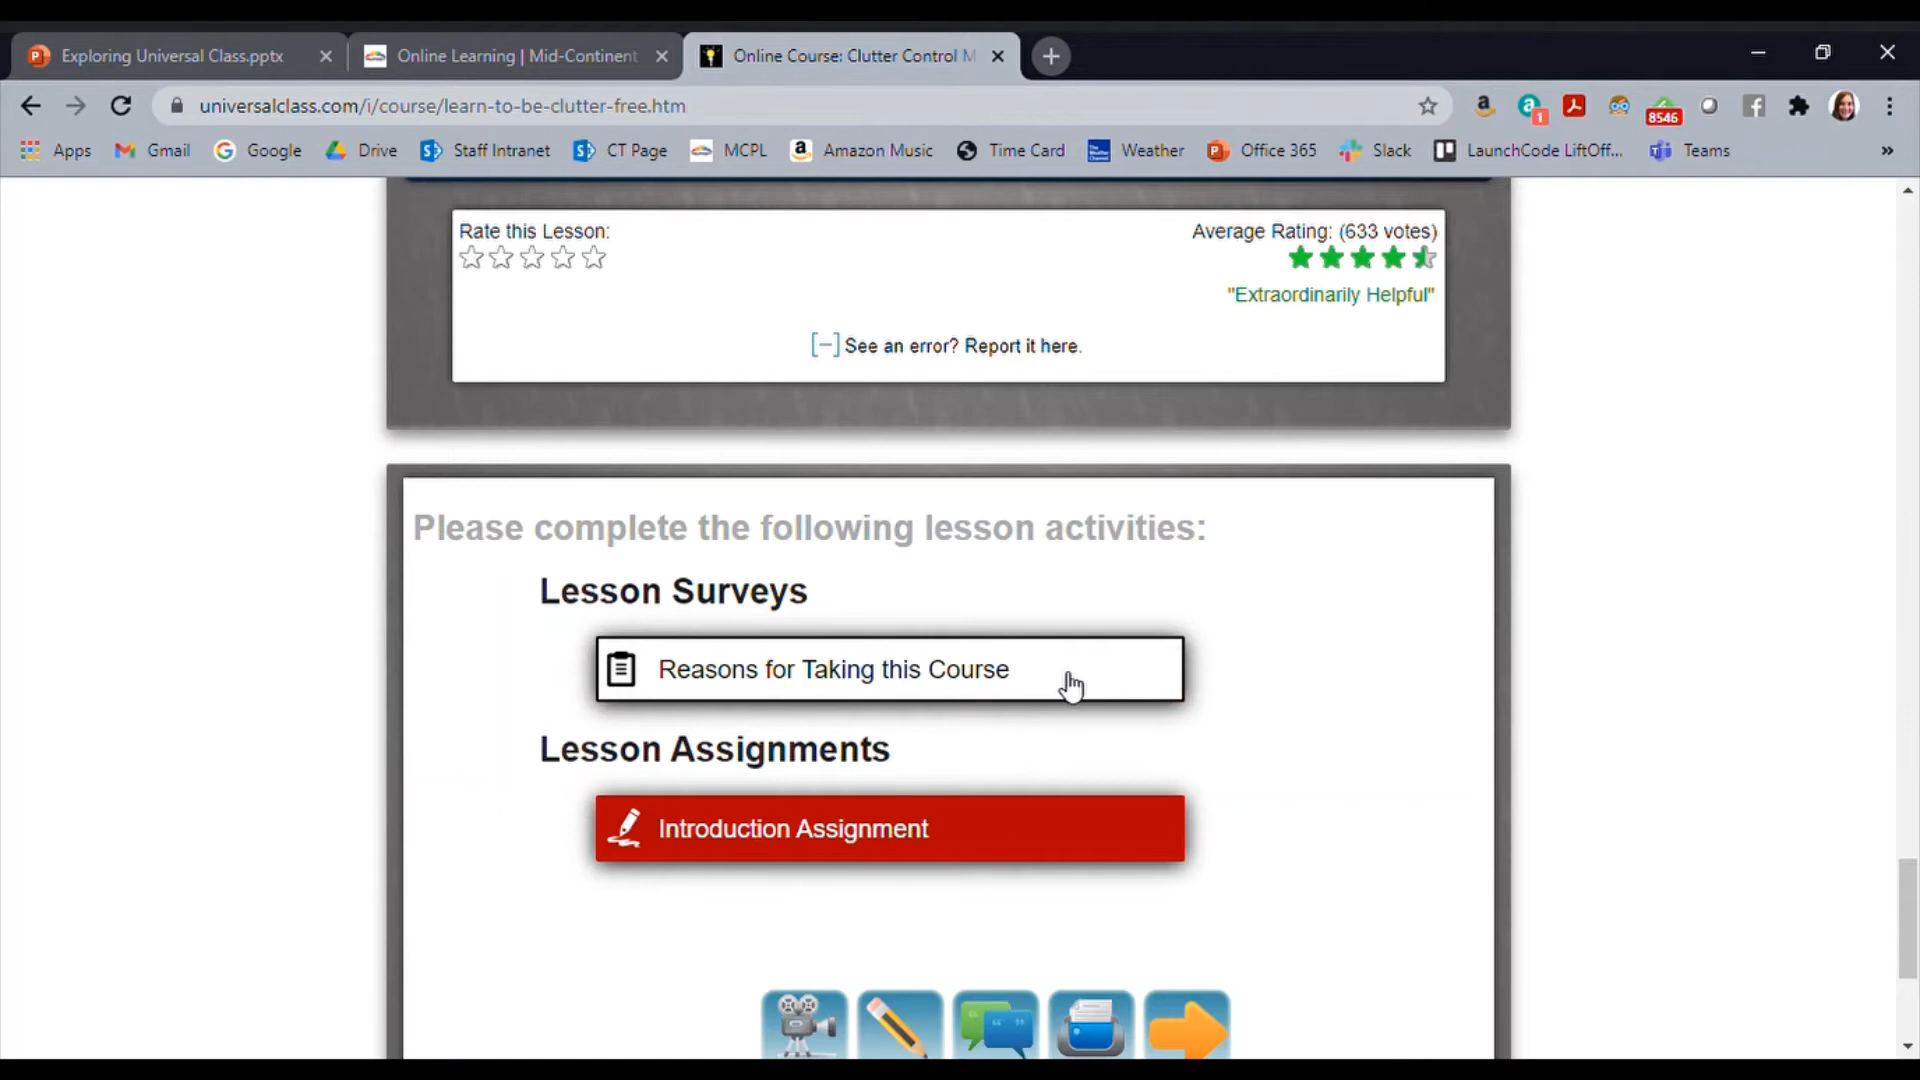 Exploring Universal Class.pptx
Online Learning | Mid-Continent
Online Course: Clutter Control M
universalclass.com/i/course/learn-to-be-clutter-free.htm
1
8546
Apps
Gmail
Google
Drive
Staff Intranet
CT Page
MCPL
Amazon Music
Time Card
Weather
Office 365
Slack
LaunchCode LiftOff...
Teams
»
Rate this Lesson:
Average Rating: (633 votes)
"Extraordinarily Helpful"
[−] See an error? Report it here.
Please complete the following lesson activities:
Lesson Surveys
Reasons for Taking this Course
Lesson Assignments
Introduction Assignment